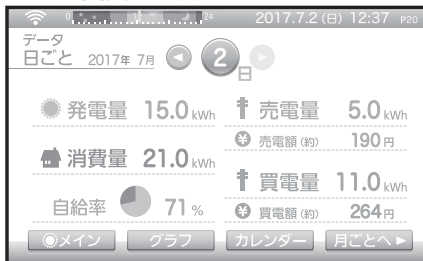 0 24 2017.7.2 (日) 12:37 P20
データ
日ごと 2017年 7月 2 日
発電量 15.0 kWh
売電量 5.0 kWh
売電額(約) 190 円
消費量 21.0 kWh
買電量 11.0 kWh
自給率 71 %
買電額(約) 264 円
メイン グラフ カレンダー 月ごとへ